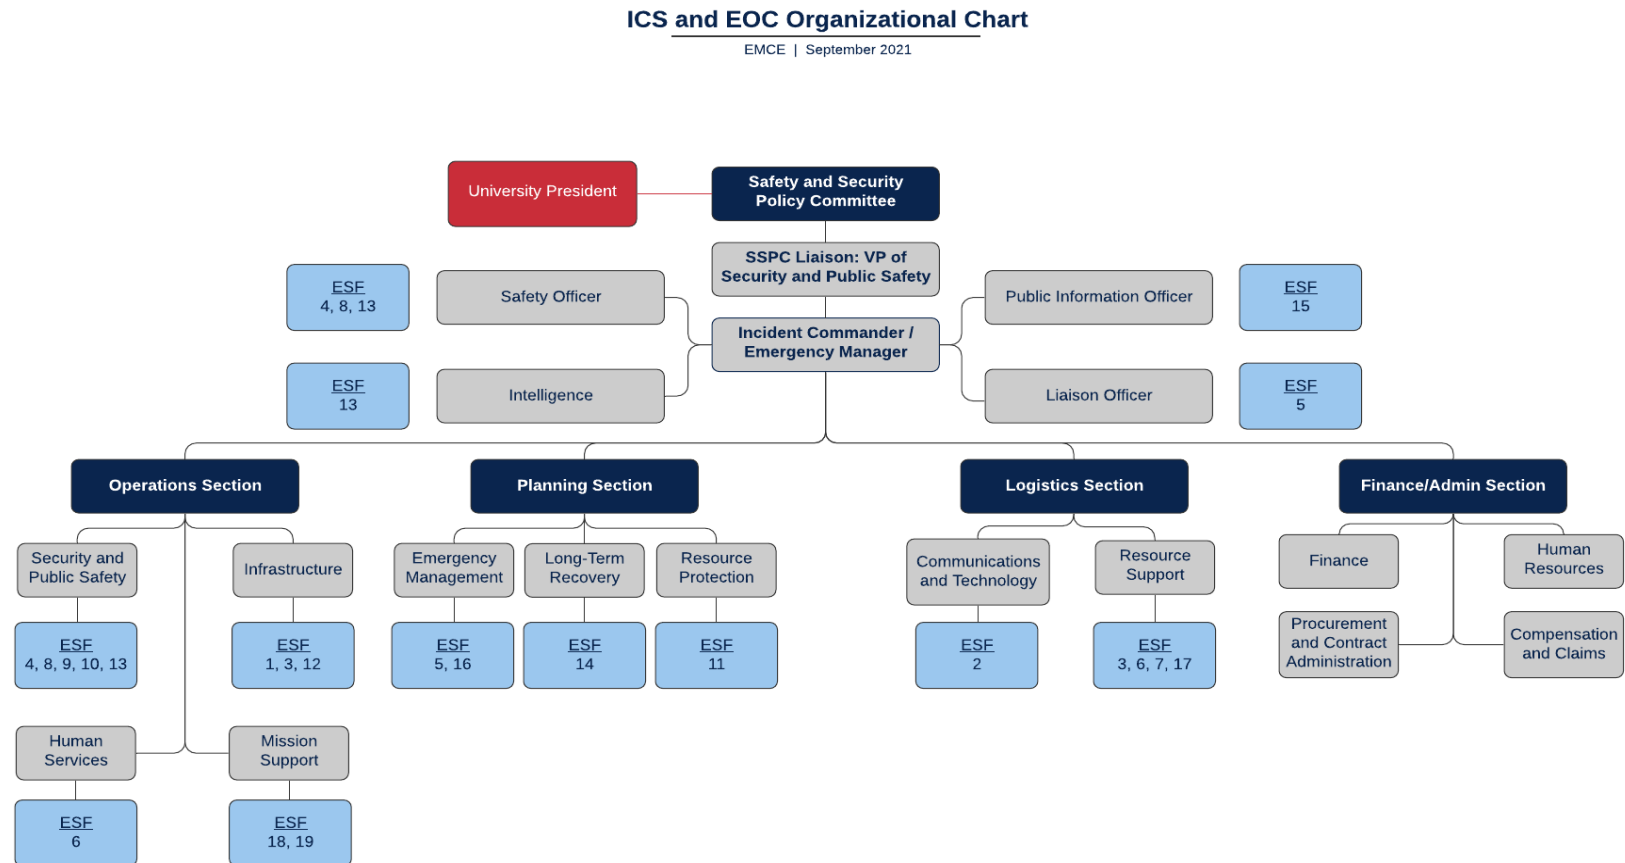 ICS and EOC Organizational Chart
EMCE | September 2021
University President
Safety and Security
Policy Committee
SSPC Liaison: VP of
Security and Public Safety
ESF
4, 8, 13
Safety Officer
Public Information Officer
ESF
15
Incident Commander /
Emergency Manager
ESF
13
Intelligence
Liaison Officer
ESF
5
Operations Section
Planning Section
Logistics Section
Finance/Admin Section
Security and
Public Safety
Infrastructure
Emergency
Management
Long-Term
Recovery
Resource
Protection
Communications
and Technology
Resource
Support
Finance
Human
Resources
ESF
4, 8, 9, 10, 13
ESF
1, 3, 12
ESF
5, 16
ESF
14
ESF
11
ESF
2
ESF
3, 6, 7, 17
Procurement
and Contract
Administration
Compensation
and Claims
Human
Services
Mission
Support
ESF
6
ESF
18, 19